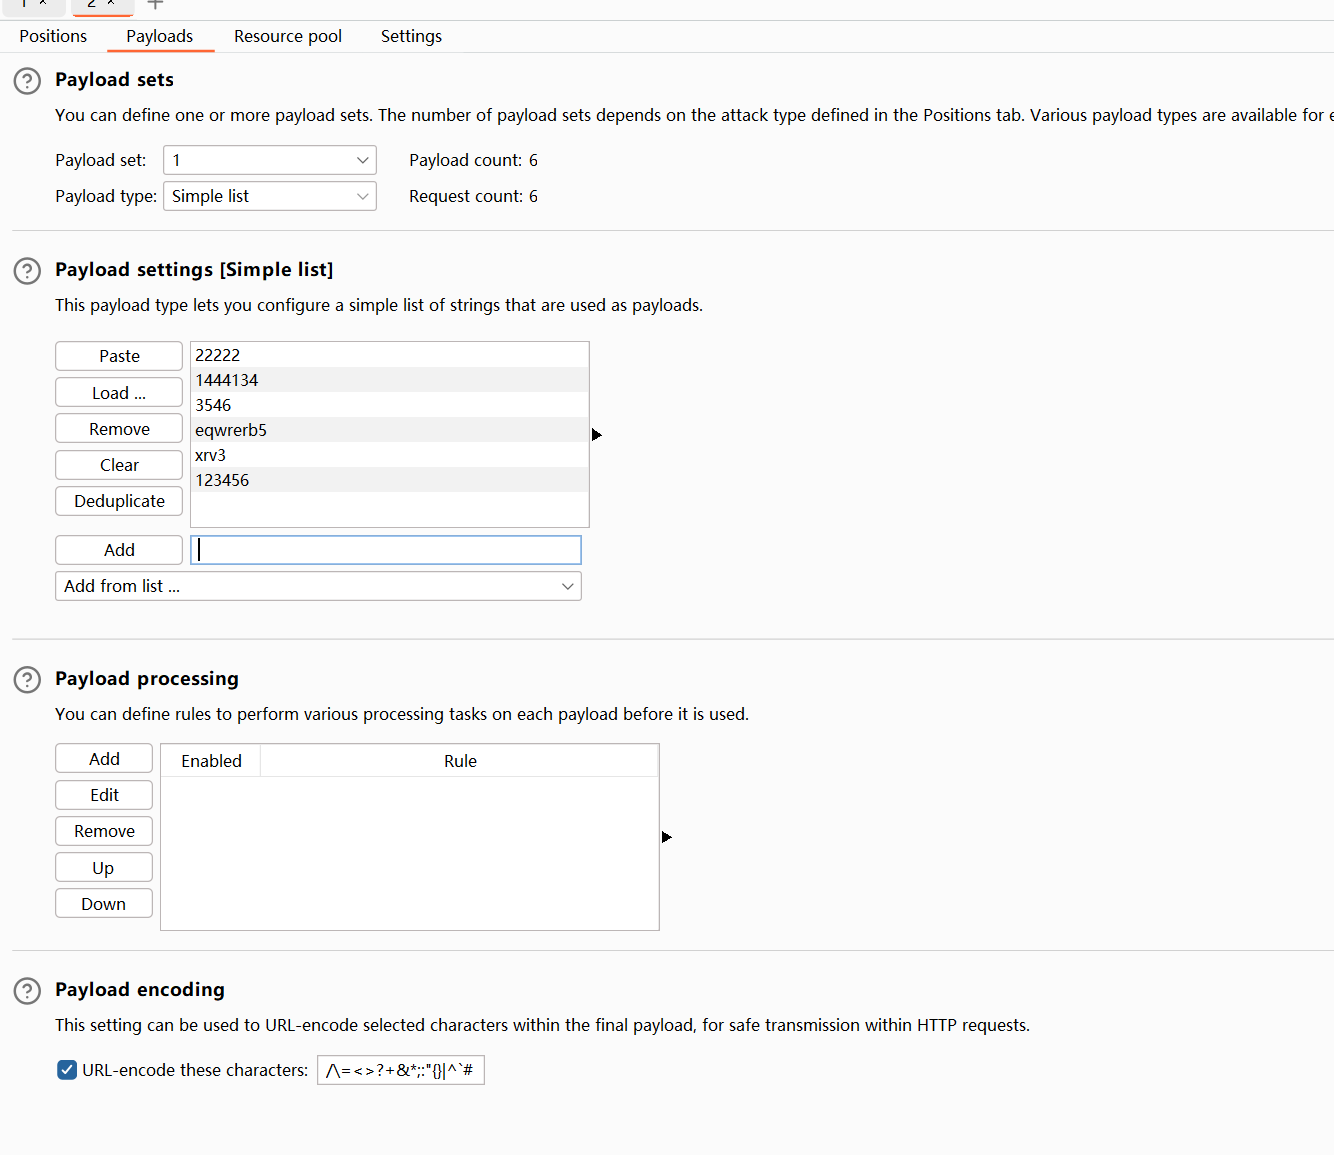 1 × 2 × +
Positions Payloads Resource pool Settings
Payload sets
You can define one or more payload sets. The number of payload sets depends on the attack type defined in the Positions tab. Various payload types are available for e
Payload set: 1 Payload count: 6
Payload type: Simple list Request count: 6
Payload settings [Simple list]
This payload type lets you configure a simple list of strings that are used as payloads.
Paste
Load ...
Remove
Clear
Deduplicate
22222
1444134
3546
eqwrerb5
xrv3
123456
Add
Add from list ...
Payload processing
You can define rules to perform various processing tasks on each payload before it is used.
Add
Edit
Remove
Up
Down
Enabled Rule
Payload encoding
This setting can be used to URL-encode selected characters within the final payload, for safe transmission within HTTP requests.
URL-encode these characters: /\=<>?+&*;:"{}|^`#